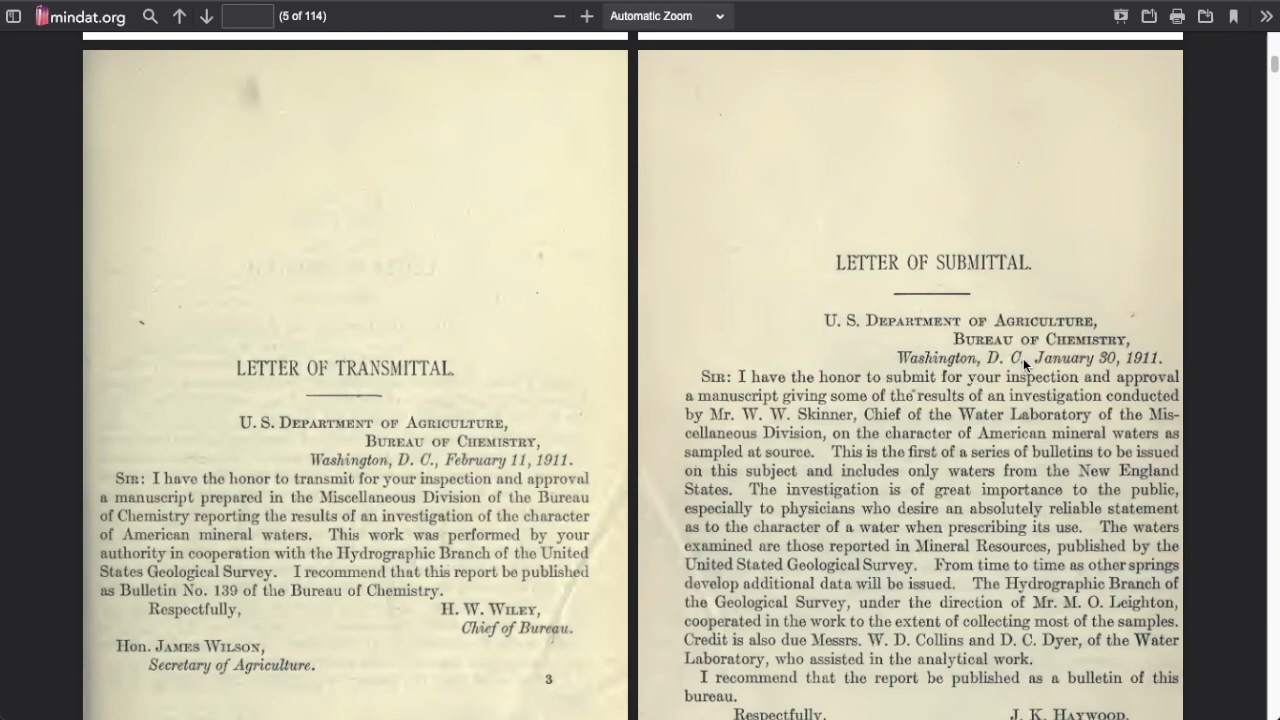 mindat.org
(5 of 114)
Automatic Zoom
LETTER OF TRANSMITTAL.
U. S. DEPARTMENT OF AGRICULTURE,
BUREAU OF CHEMISTRY,
Washington, D. C., February 11, 1911.
SIR: I have the honor to transmit for your inspection and approval
a manuscript prepared in the Miscellaneous Division of the Bureau
of Chemistry reporting the results of an investigation of the character
of American mineral waters. This work was performed by your
authority in cooperation with the Hydrographic Branch of the United
States Geological Survey. I recommend that this report be published
as Bulletin No. 139 of the Bureau of Chemistry.
Respectfully,
H. W. WILEY,
Chief of Bureau.
Hon. JAMES WILSON,
Secretary of Agriculture.
3
LETTER OF SUBMITTAL.
U. S. DEPARTMENT OF AGRICULTURE,
BUREAU OF CHEMISTRY,
Washington, D. C., January 30, 1911.
SIR: I have the honor to submit for your inspection and approval
a manuscript giving some of the results of an investigation conducted
by Mr. W. W. Skinner, Chief of the Water Laboratory of the Mis-
cellaneous Division, on the character of American mineral waters as
sampled at source. This is the first of a series of bulletins to be issued
on this subject and includes only waters from the New England
States. The investigation is of great importance to the public,
especially to physicians who desire an absolutely reliable statement
as to the character of a water when prescribing its use. The waters
examined are those reported in Mineral Resources, published by the
United Stated Geological Survey. From time to time as other springs
develop additional data will be issued. The Hydrographic Branch of
the Geological Survey, under the direction of Mr. M. O. Leighton,
cooperated in the work to the extent of collecting most of the samples.
Credit is also due Messrs. W. D. Collins and D. C. Dyer, of the Water
Laboratory, who assisted in the analytical work.
I recommend that the report be published as a bulletin of this
bureau.
Respectfully,
J. K. HAYWOOD,